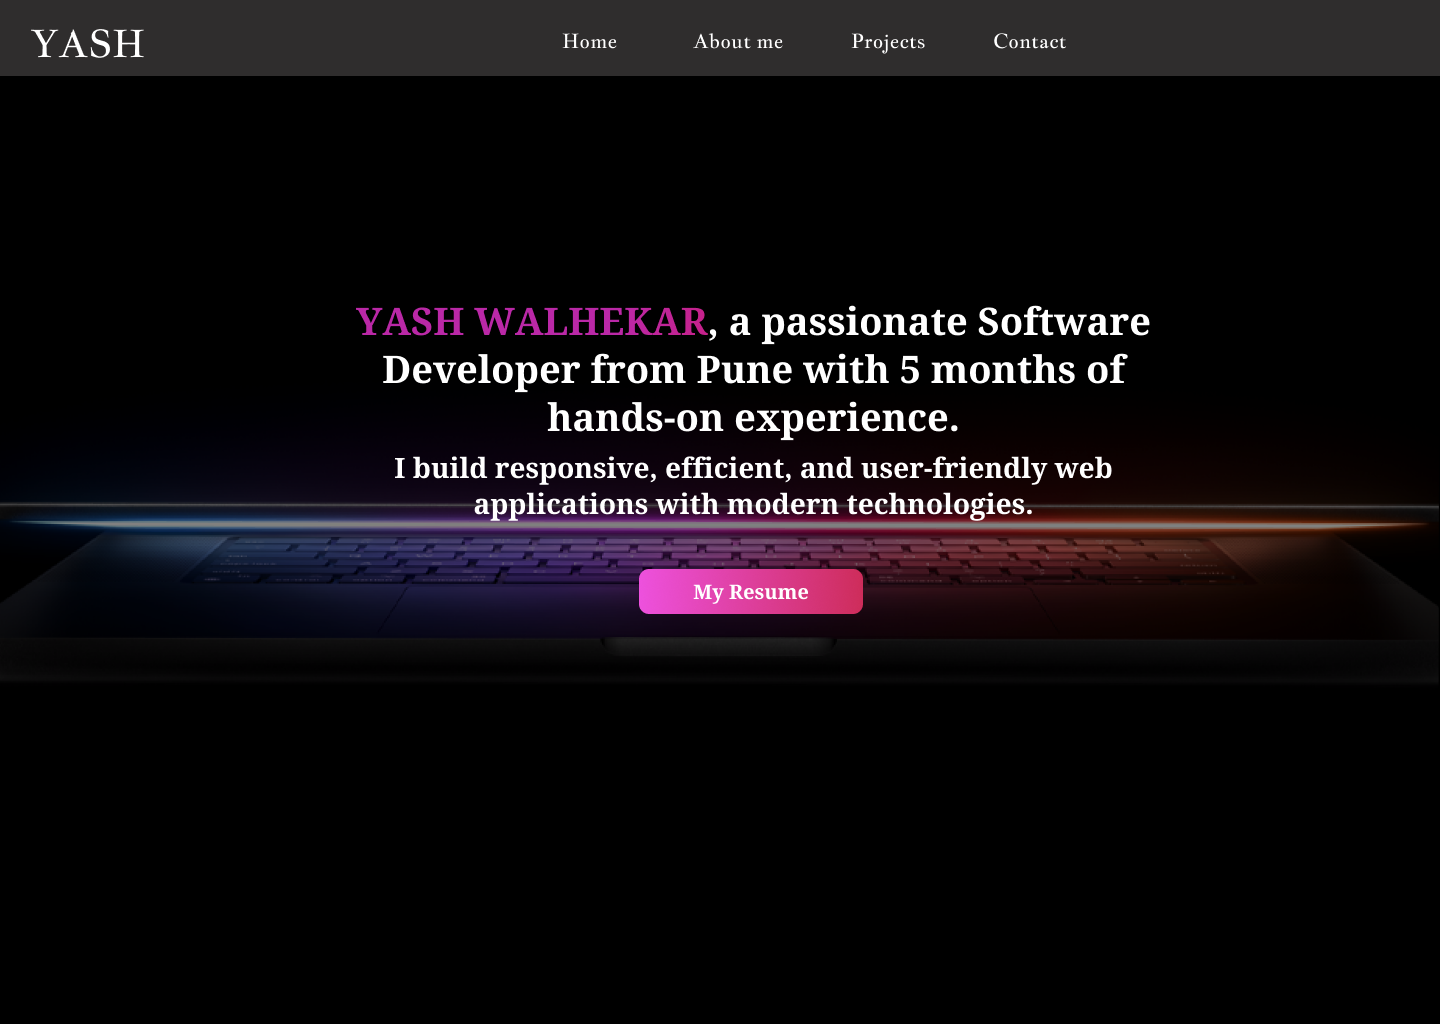 YASH
Home
About me
Projects
Contact
YASH WALHEKAR, a passionate Software
Developer from Pune with 5 months of
hands-on experience.
I build responsive, efficient, and user-friendly web
applications with modern technologies.
My Resume